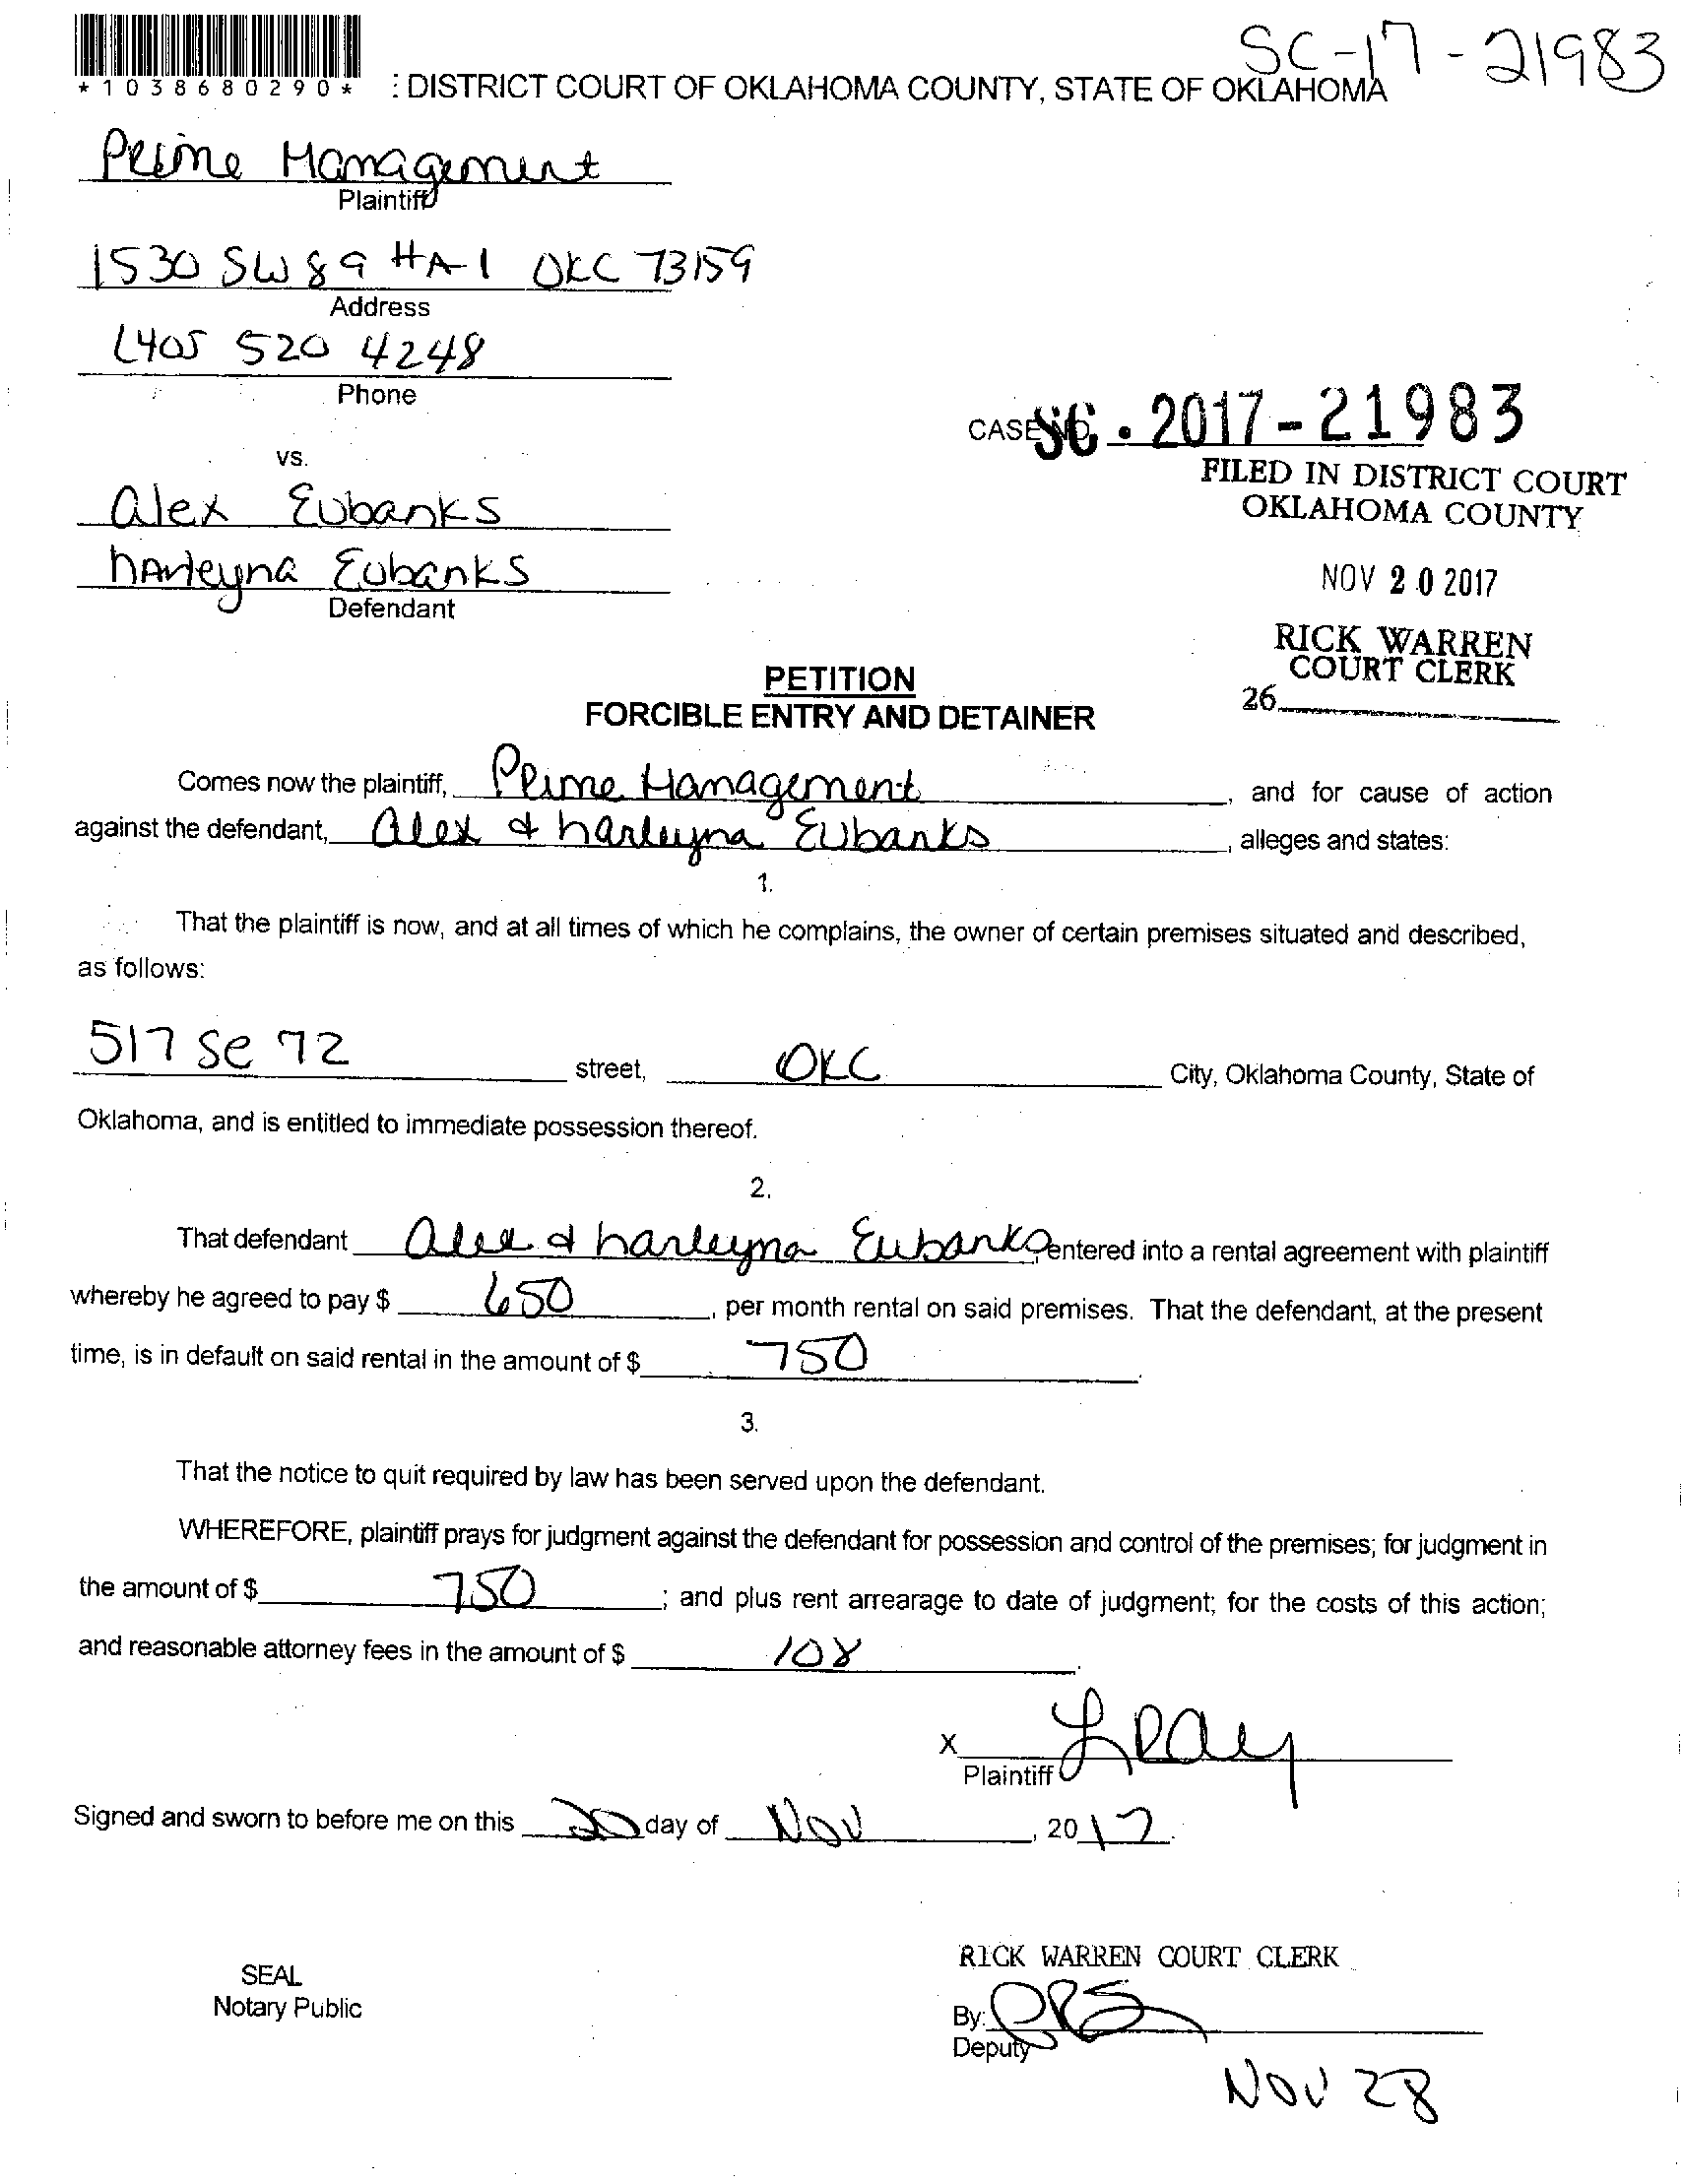 SC-17-21983
*1038680290*
: DISTRICT COURT OF OKLAHOMA COUNTY, STATE OF OKLAHOMA
Prime Management
Plaintiff
1530 SW 89 #A-1 OKC 73159
Address
405 520 4248
Phone
CASE NO. SC. 2017-21983
vs.
FILED IN DISTRICT COURT
OKLAHOMA COUNTY
Alex Eubanks
harleyna Eubanks
Defendant
NOV 20 2017
RICK WARREN
COURT CLERK
26
PETITION
FORCIBLE ENTRY AND DETAINER
Comes now the plaintiff, Prime Management, and for cause of action
against the defendant, Alex & harleyna Eubanks, alleges and states:
1.
That the plaintiff is now, and at all times of which he complains, the owner of certain premises situated and described,
as follows:
517 Se 72 street, OKC City, Oklahoma County, State of
Oklahoma, and is entitled to immediate possession thereof.
2.
That defendant Alex & harleyna Eubanks, entered into a rental agreement with plaintiff
whereby he agreed to pay $ 650, per month rental on said premises. That the defendant, at the present
time, is in default on said rental in the amount of $ 750.
3.
That the notice to quit required by law has been served upon the defendant.
WHEREFORE, plaintiff prays for judgment against the defendant for possession and control of the premises; for judgment in
the amount of $ 750; and plus rent arrearage to date of judgment; for the costs of this action;
and reasonable attorney fees in the amount of $ 108.
X
Plaintiff
Signed and sworn to before me on this 20 day of Nov, 2017.
RICK WARREN COURT CLERK
SEAL
Notary Public
By:
Deputy
Nov 28